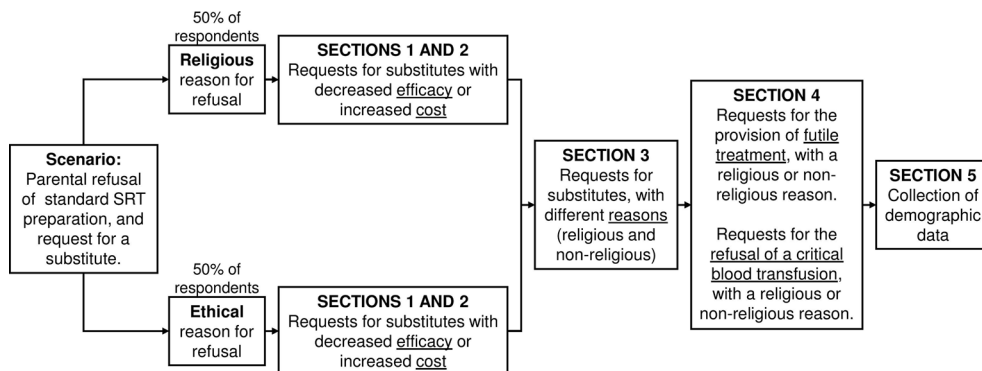 50% of
respondents
Religious
reason for
refusal
SECTIONS 1 AND 2
Requests for substitutes with
decreased efficacy or
increased cost
Scenario:
Parental refusal
of standard SRT
preparation, and
request for a
substitute.
50% of
respondents
Ethical
reason for
refusal
SECTIONS 1 AND 2
Requests for substitutes with
decreased efficacy or
increased cost
SECTION 3
Requests for
substitutes, with
different reasons
(religious and
non-religious)
SECTION 4
Requests for the
provision of futile
treatment, with a
religious or non-
religious reason.
Requests for the
refusal of a critical
blood transfusion,
with a religious or
non-religious reason.
SECTION 5
Collection of
demographic
data